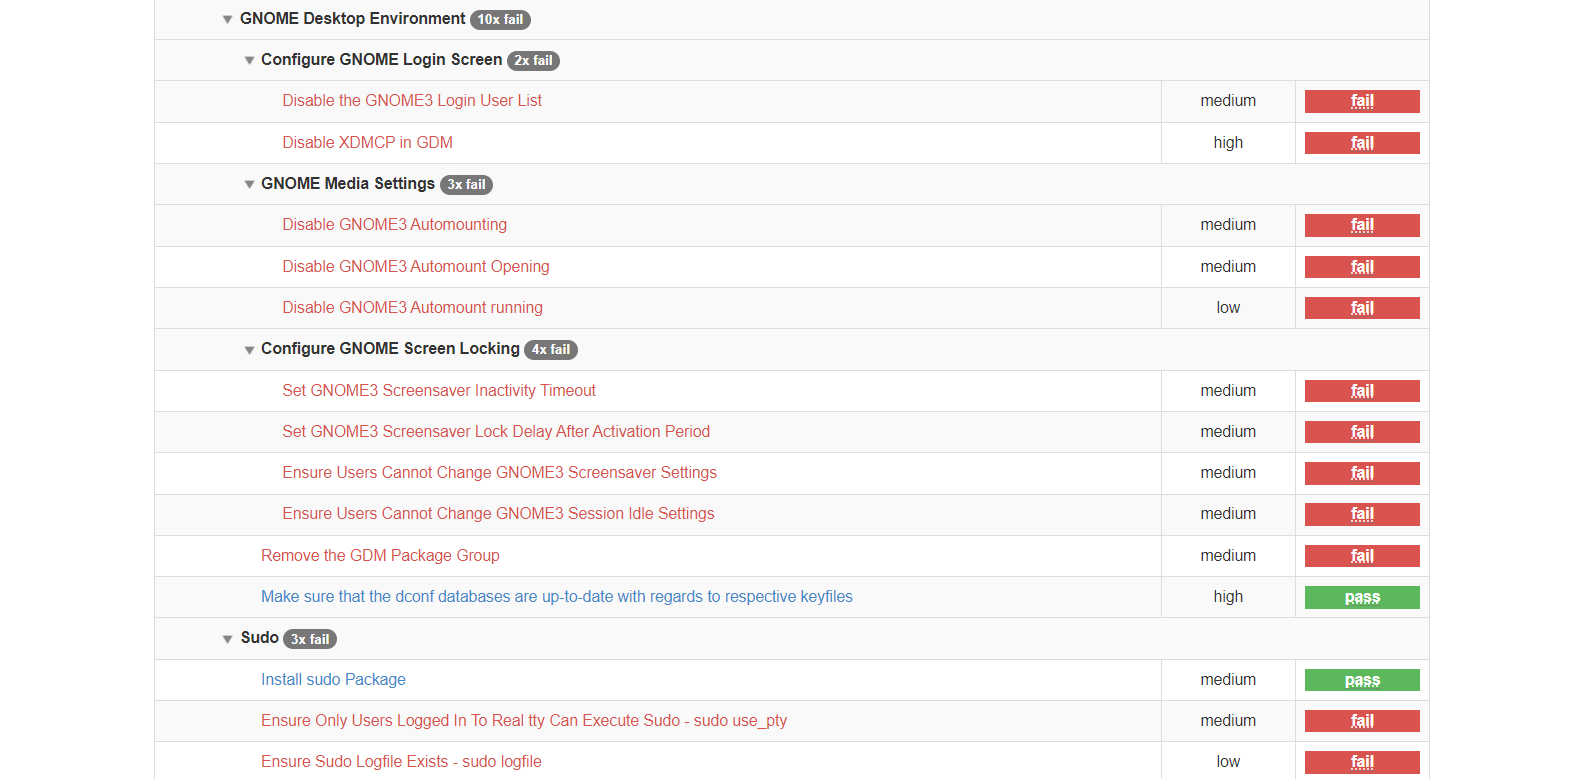 GNOME Desktop Environment 10x fail
Configure GNOME Login Screen 2x fail
Disable the GNOME3 Login User List medium fail
Disable XDMCP in GDM high fail
GNOME Media Settings 3x fail
Disable GNOME3 Automounting medium fail
Disable GNOME3 Automount Opening medium fail
Disable GNOME3 Automount running low fail
Configure GNOME Screen Locking 4x fail
Set GNOME3 Screensaver Inactivity Timeout medium fail
Set GNOME3 Screensaver Lock Delay After Activation Period medium fail
Ensure Users Cannot Change GNOME3 Screensaver Settings medium fail
Ensure Users Cannot Change GNOME3 Session Idle Settings medium fail
Remove the GDM Package Group medium fail
Make sure that the dconf databases are up-to-date with regards to respective keyfiles high pass
Sudo 3x fail
Install sudo Package medium pass
Ensure Only Users Logged In To Real tty Can Execute Sudo - sudo use_pty medium fail
Ensure Sudo Logfile Exists - sudo logfile low fail